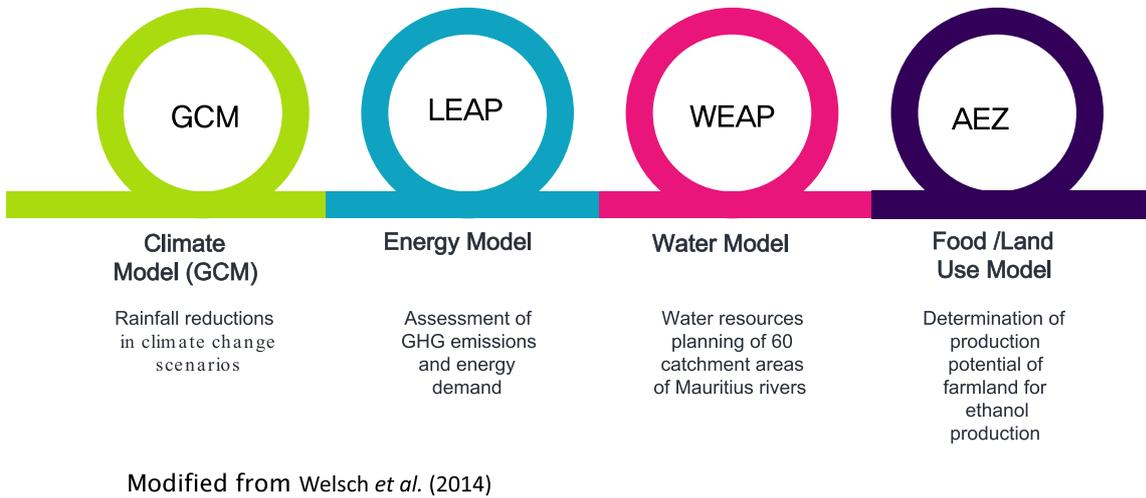 GCM
LEAP
WEAP
AEZ
Climate
Model (GCM)
Rainfall reductions
in climate change
scenarios
Energy Model
Assessment of
GHG emissions
and energy
demand
Water Model
Water resources
planning of 60
catchment areas
of Mauritius rivers
Food /Land
Use Model
Determination of
production
potential of
farmland for
ethanol
production
Modified from Welsch et al. (2014)